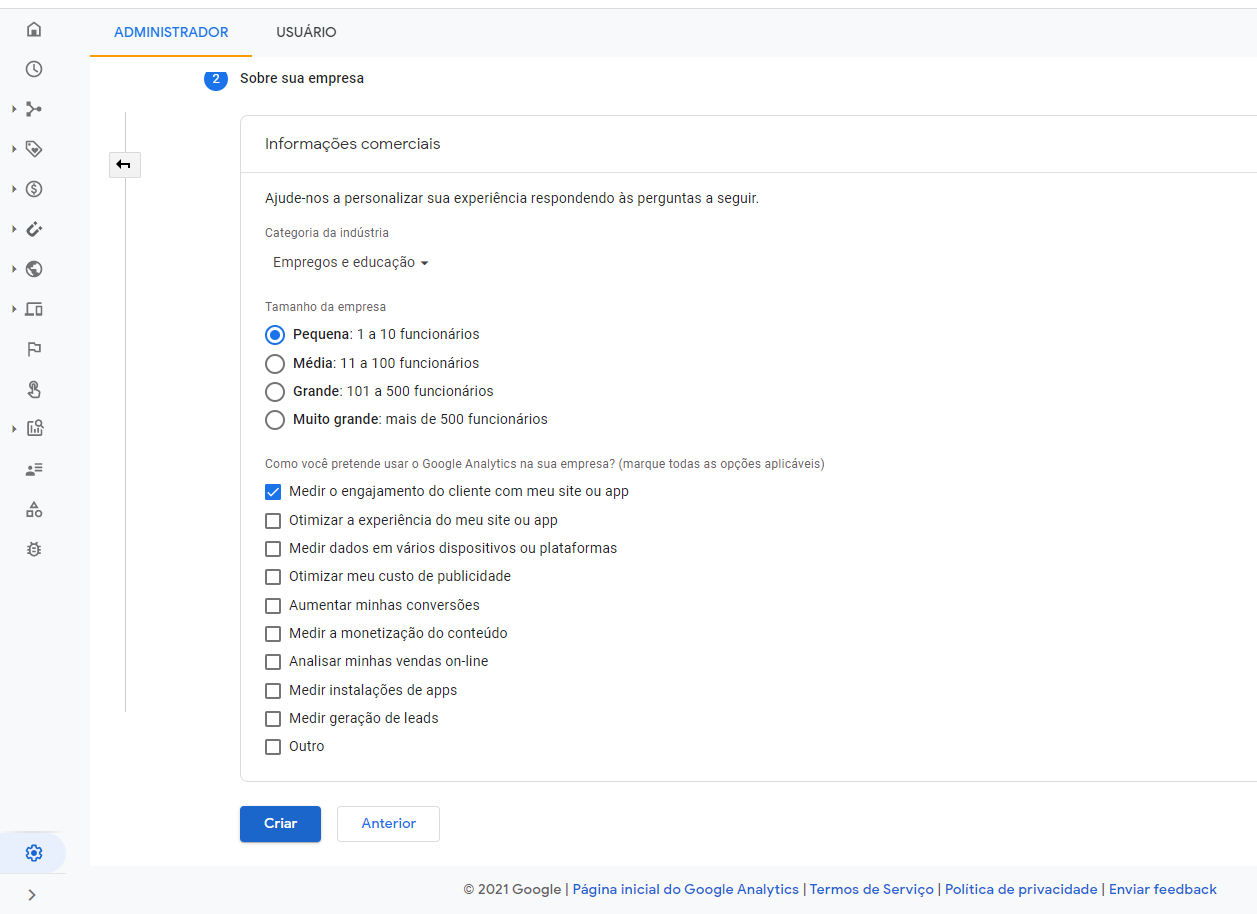 ADMINISTRADOR
USUÁRIO
2 Sobre sua empresa
Informações comerciais
Ajude-nos a personalizar sua experiência respondendo às perguntas a seguir.
Categoria da indústria
Empregos e educação
Tamanho da empresa
Pequena: 1 a 10 funcionários
Média: 11 a 100 funcionários
Grande: 101 a 500 funcionários
Muito grande: mais de 500 funcionários
Como você pretende usar o Google Analytics na sua empresa? (marque todas as opções aplicáveis)
Medir o engajamento do cliente com meu site ou app
Otimizar a experiência do meu site ou app
Medir dados em vários dispositivos ou plataformas
Otimizar meu custo de publicidade
Aumentar minhas conversões
Medir a monetização do conteúdo
Analisar minhas vendas on-line
Medir instalações de apps
Medir geração de leads
Outro
Criar
Anterior
© 2021 Google | Página inicial do Google Analytics | Termos de Serviço | Política de privacidade | Enviar feedback